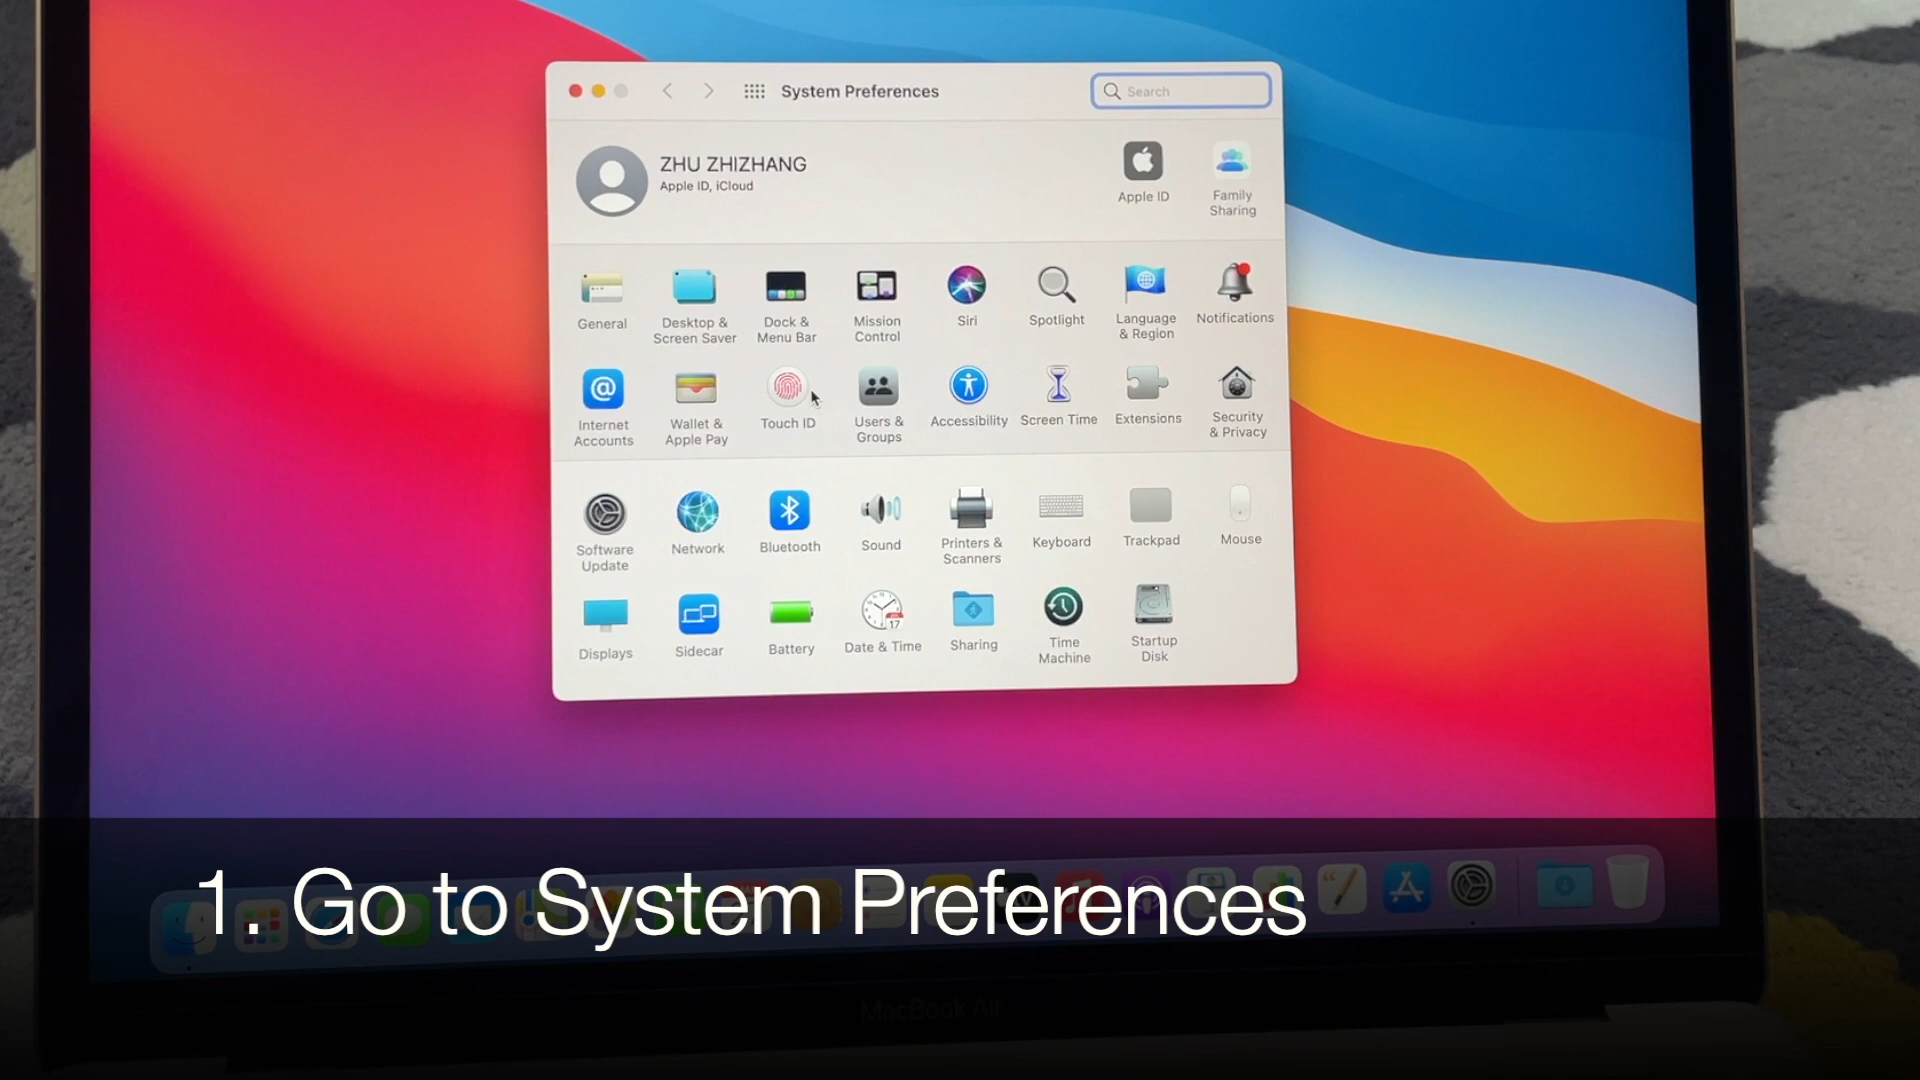 System Preferences
Search
ZHU ZHIZHANG
Apple ID, iCloud
Apple ID
Family
Sharing
General
Desktop &
Screen Saver
Dock &
Menu Bar
Mission
Control
Siri
Spotlight
Language
& Region
Notifications
Internet
Accounts
Wallet &
Apple Pay
Touch ID
Users &
Groups
Accessibility
Screen Time
Extensions
Security
& Privacy
Software
Update
Network
Bluetooth
Sound
Printers &
Scanners
Keyboard
Trackpad
Mouse
Displays
Sidecar
Battery
17
Date & Time
Sharing
Time
Machine
Startup
Disk
1. Go to System Preferences
MacBook Air